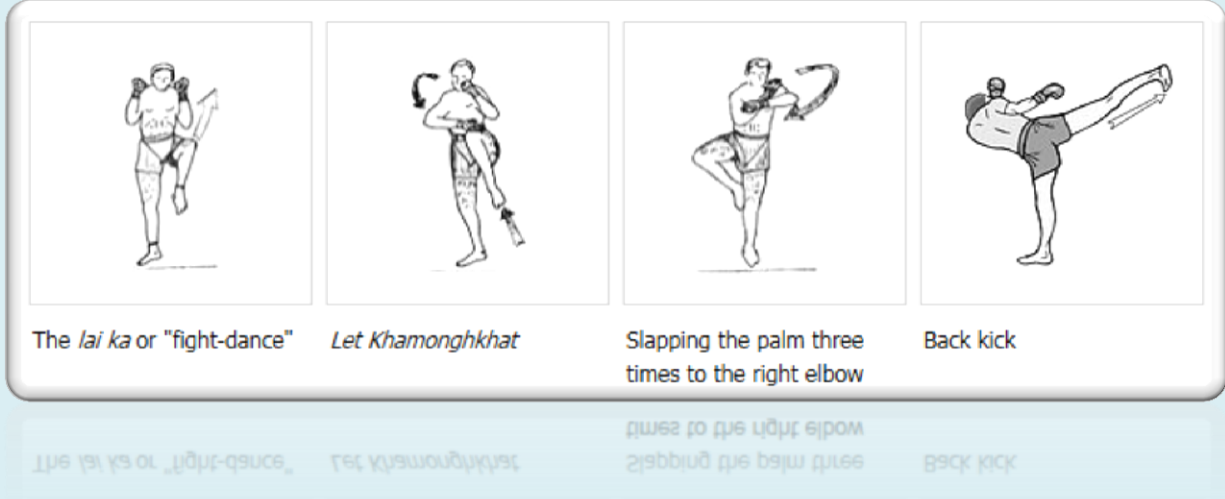 The lai ka or "fight-dance"
Let Khamonghkhat
Slapping the palm three
times to the right elbow
Back kick